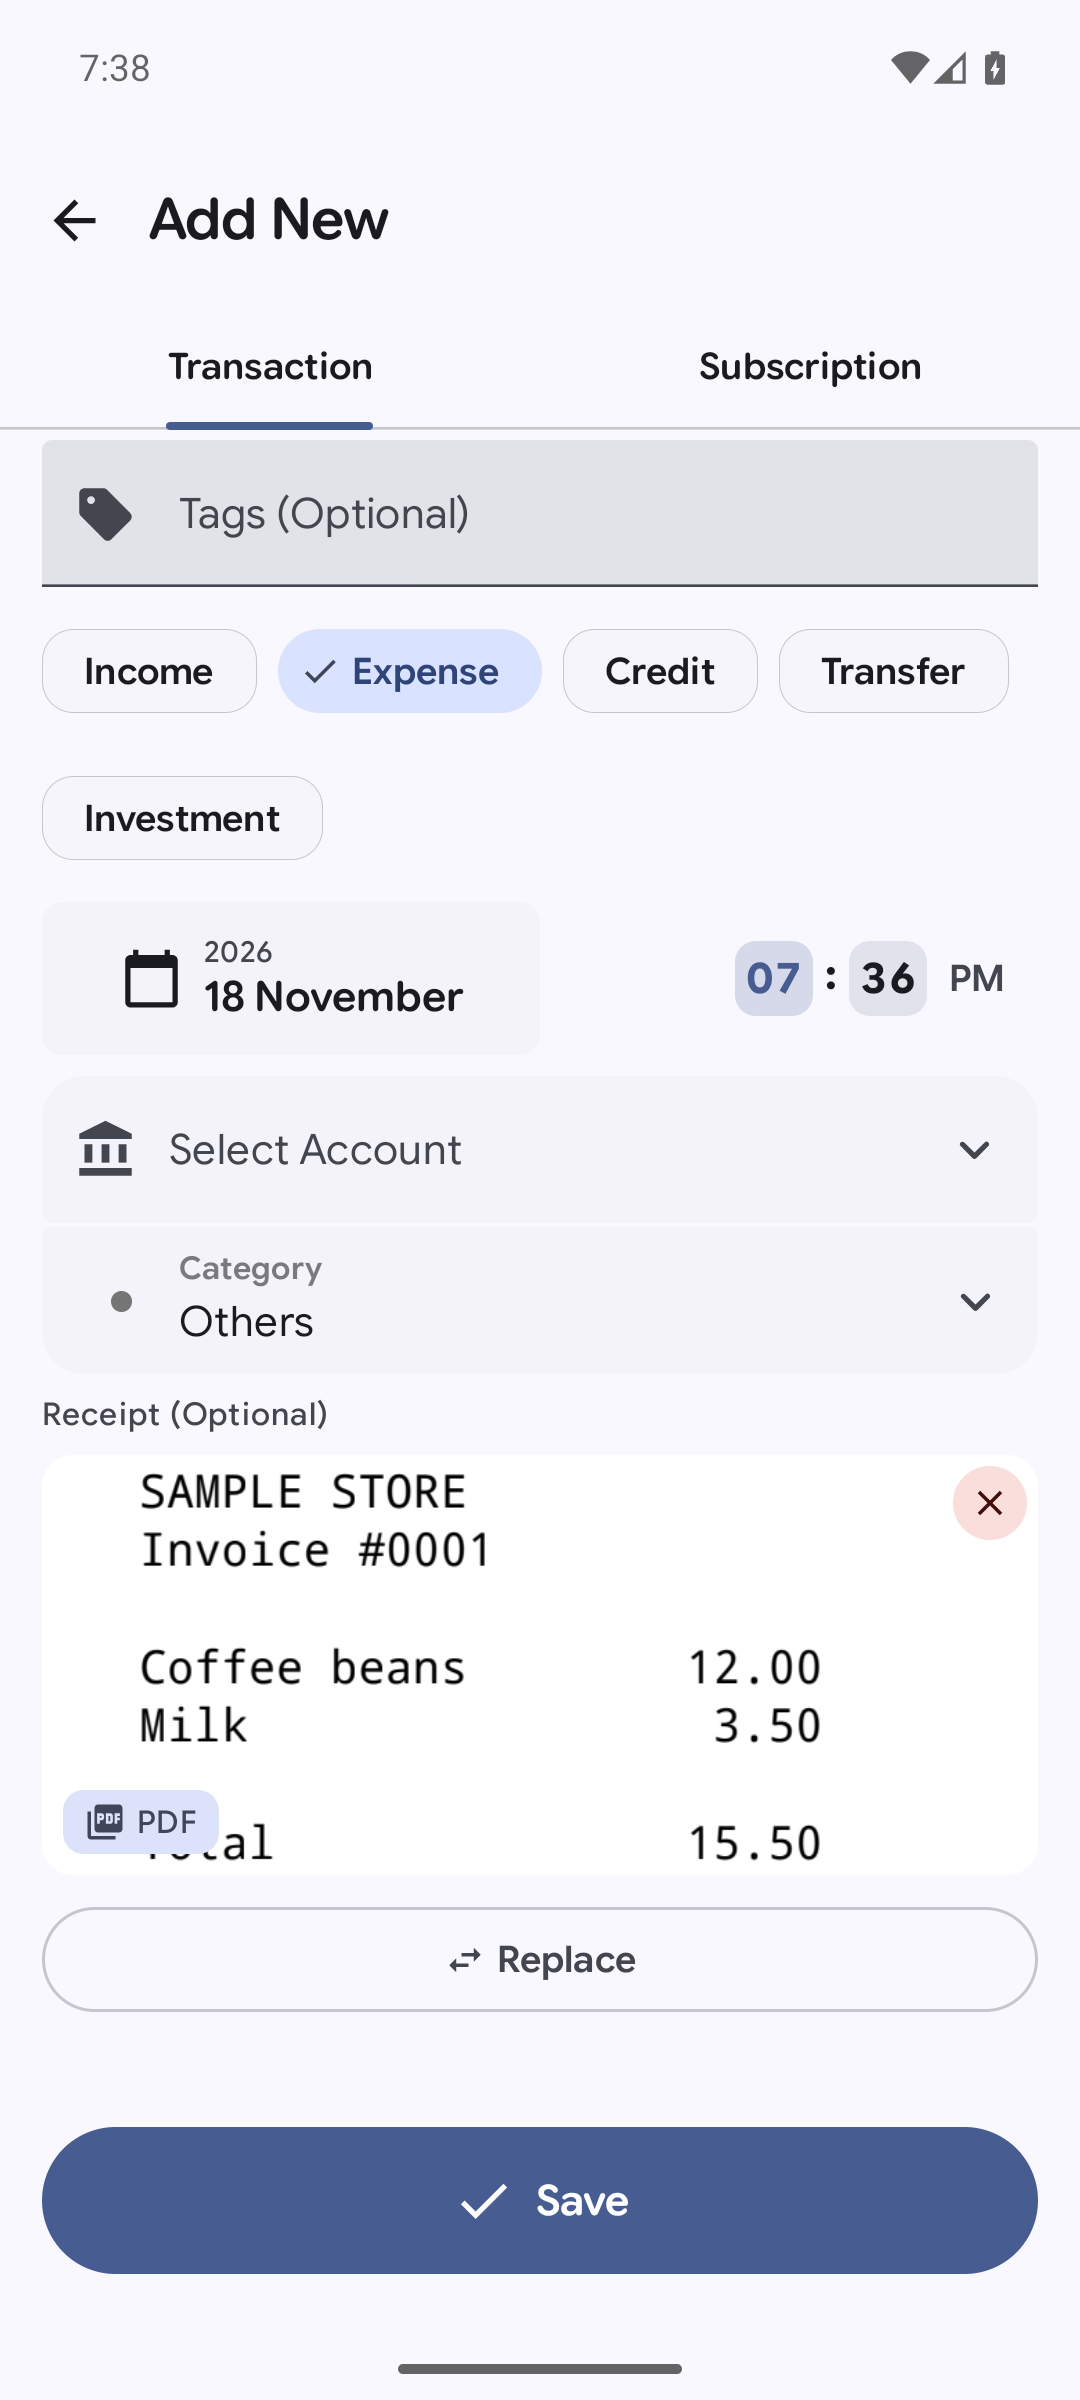 7:38
Add New
Transaction
Subscription
Tags (Optional)
Income
Expense
Credit
Transfer
Investment
2026
18 November
07 : 36 PM
Select Account
Category
Others
Receipt (Optional)
SAMPLE STORE
Invoice #0001
Coffee beans 12.00
Milk 3.50
PDF
15.50
Replace
Save